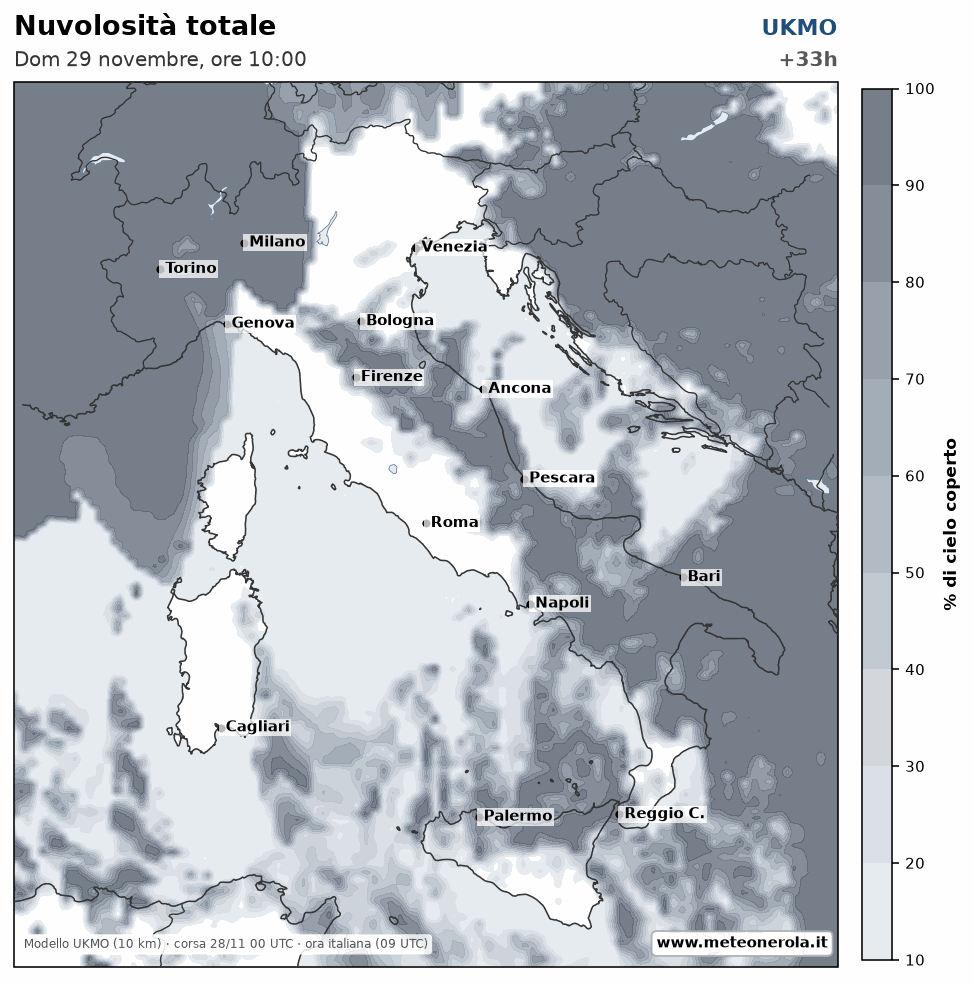 Nuvolosità totale
UKMO
Dom 29 novembre, ore 10:00
+33h
Milano
Venezia
Torino
Genova
Bologna
Firenze
Ancona
Pescara
Roma
Bari
Napoli
Cagliari
Palermo
Reggio C.
100
90
80
70
60
50
40
30
20
10
% di cielo coperto
Modello UKMO (10 km) · corsa 28/11 00 UTC · ora italiana (09 UTC)
www.meteonerola.it